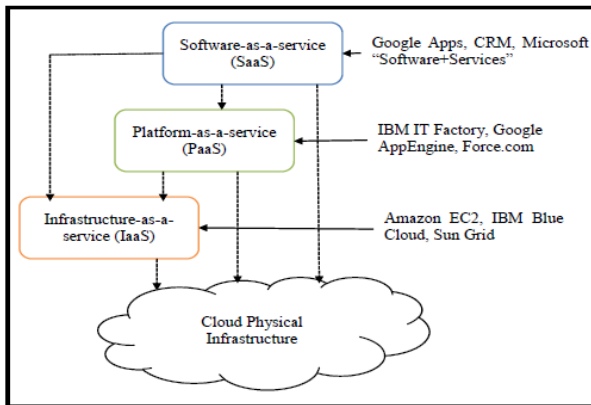 Software-as-a-service
(SaaS)
Google Apps, CRM, Microsoft
“Software+Services”
Platform-as-a-service
(PaaS)
IBM IT Factory, Google
AppEngine, Force.com
Infrastructure-as-a-
service (IaaS)
Amazon EC2, IBM Blue
Cloud, Sun Grid
Cloud Physical
Infrastructure